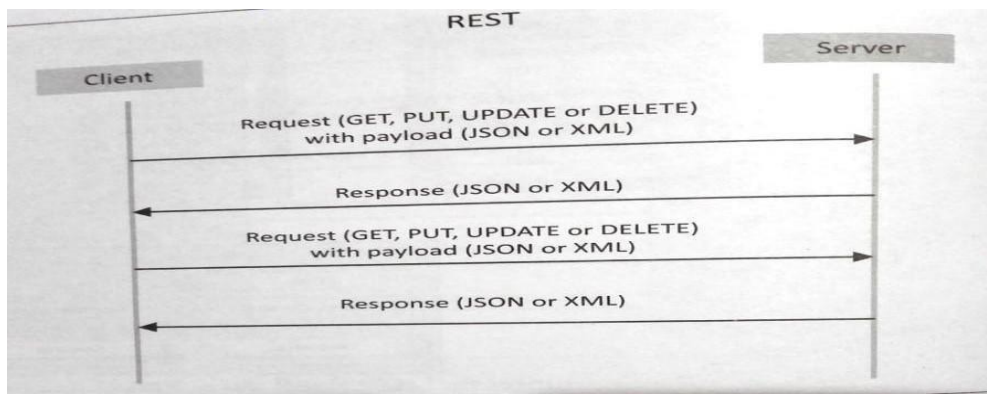 REST
Client
Server
Request (GET, PUT, UPDATE or DELETE)
with payload (JSON or XML)
Response (JSON or XML)
Request (GET, PUT, UPDATE or DELETE)
with payload (JSON or XML)
Response (JSON or XML)